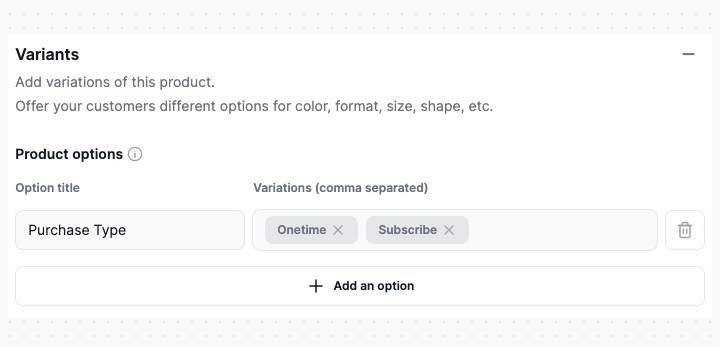 Variants
Add variations of this product.
Offer your customers different options for color, format, size, shape, etc.
Product options
Option title
Variations (comma separated)
Purchase Type
Onetime
Subscribe
Add an option